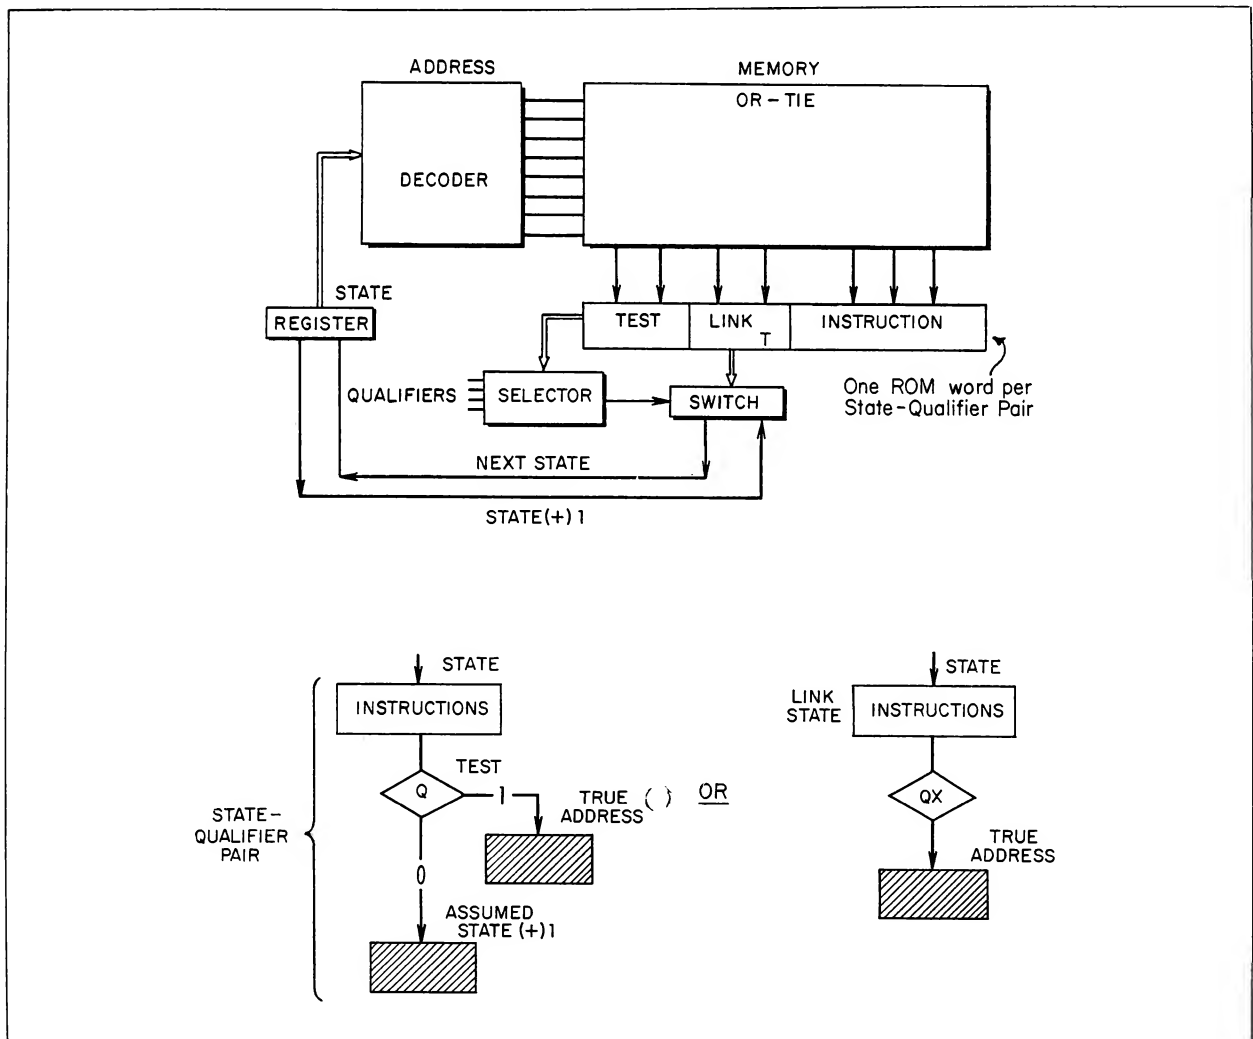 ADDRESS
MEMORY
OR-TIE
DECODER
STATE
REGISTER
TEST
LINK
T
INSTRUCTION
QUALIFIERS
SELECTOR
SWITCH
One ROM word per
State-Qualifier Pair
NEXT STATE
STATE(+)1
STATE
INSTRUCTIONS
TEST
Q
1
TRUE ( )
ADDRESS
OR
STATE-
QUALIFIER
PAIR
0
ASSUMED
STATE (+)1
STATE
LINK
STATE
INSTRUCTIONS
QX
TRUE
ADDRESS